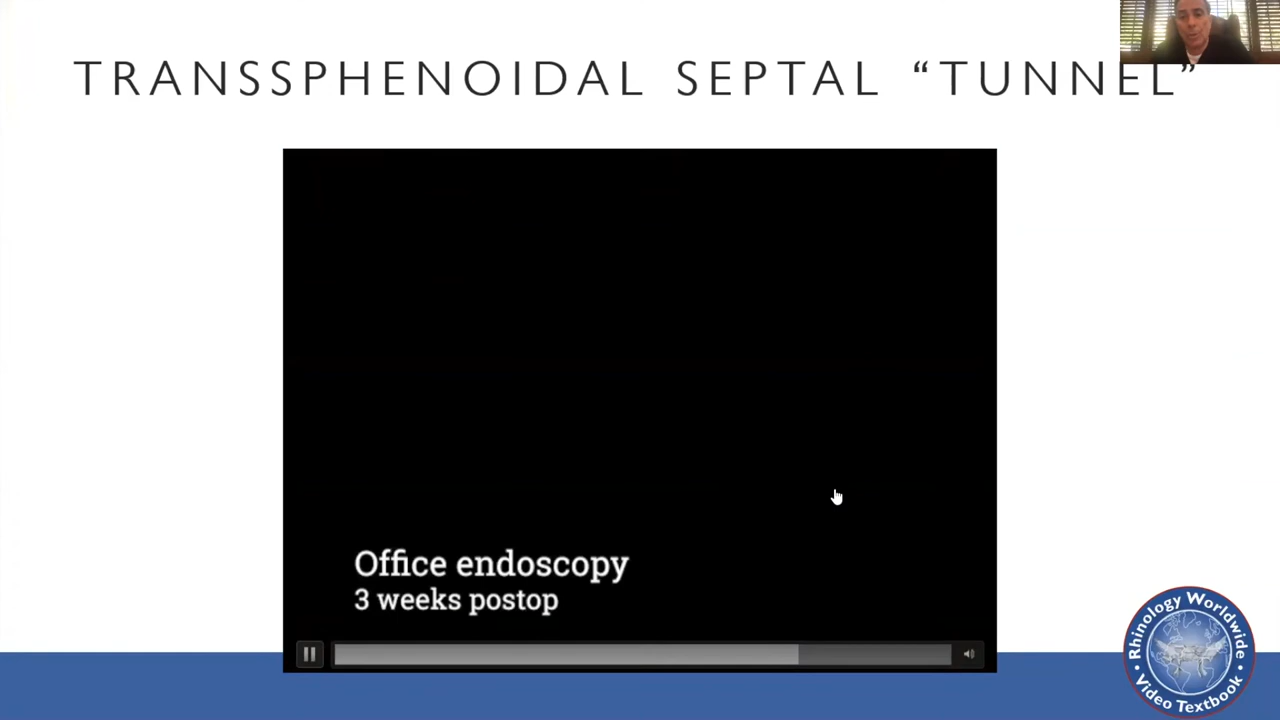 TRANSSPHENOIDAL SEPTAL “TUNNEL”
Office endoscopy
3 weeks postop
Rhinology Worldwide
• Video Textbook •